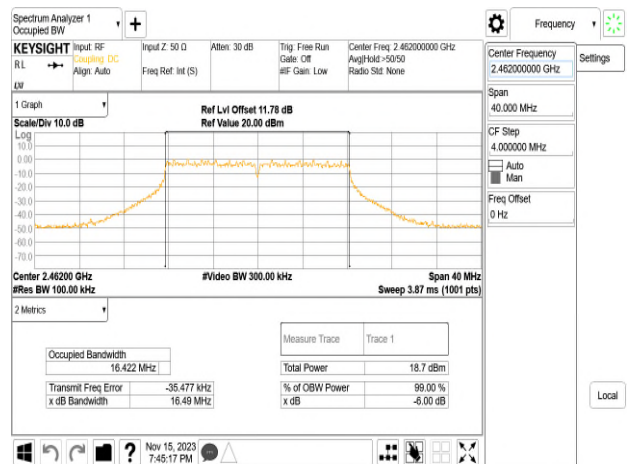 Spectrum Analyzer 1
Occupied BW
Frequency
KEYSIGHT
Input: RF
Input Z: 50 Ω
Atten: 30 dB
Trig: Free Run
Center Freq: 2.462000000 GHz
RL
Coupling: DC
Gate: Off
Avg|Hold:>50/50
Align: Auto
Freq Ref: Int (S)
#IF Gain: Low
Radio Std: None
LXI
Center Frequency
2.462000000 GHz
Settings
Span
40.000 MHz
CF Step
4.000000 MHz
Auto
Man
Freq Offset
0 Hz
Local
1 Graph
Ref Lvl Offset 11.78 dB
Scale/Div 10.0 dB
Ref Value 20.00 dBm
Log
10.0
0.00
-10.0
-20.0
-30.0
-40.0
-50.0
-60.0
-70.0
Center 2.46200 GHz
#Video BW 300.00 kHz
Span 40 MHz
#Res BW 100.00 kHz
Sweep 3.87 ms (1001 pts)
2 Metrics
Measure Trace
Trace 1
Occupied Bandwidth
16.422 MHz
Total Power
18.7 dBm
Transmit Freq Error
-35.477 kHz
% of OBW Power
99.00 %
x dB Bandwidth
16.49 MHz
x dB
-6.00 dB
?
Nov 15, 2023
7:45:17 PM